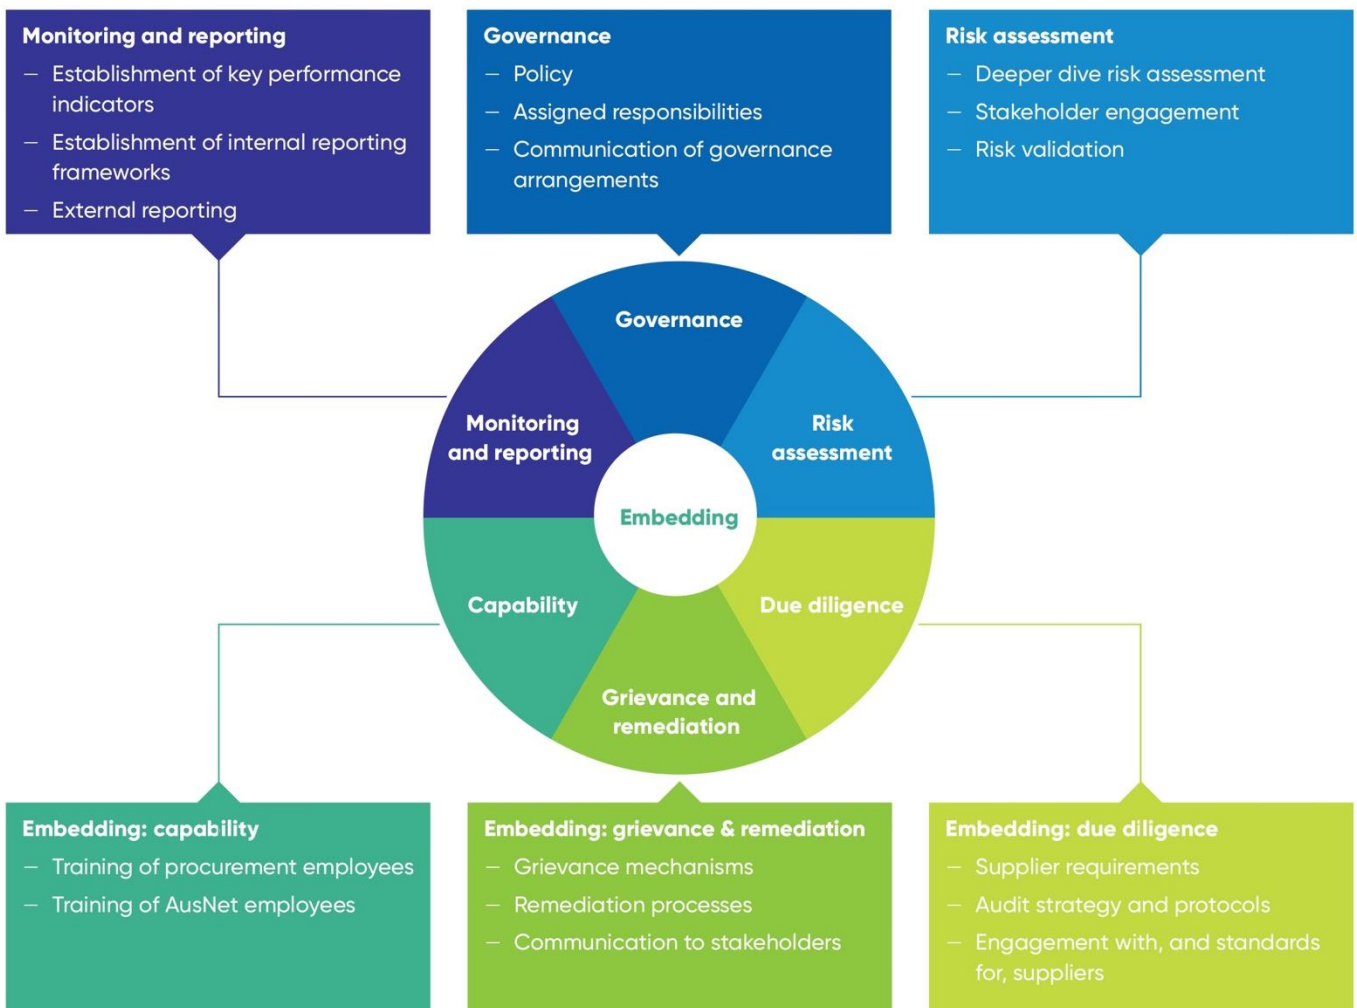 Monitoring and reporting
— Establishment of key performance
indicators
— Establishment of internal reporting
frameworks
— External reporting
Governance
— Policy
— Assigned responsibilities
— Communication of governance
arrangements
Risk assessment
— Deeper dive risk assessment
— Stakeholder engagement
— Risk validation
Governance
Monitoring
and reporting
Risk
assessment
Embedding
Capability
Due diligence
Grievance and
remediation
Embedding: capability
— Training of procurement employees
— Training of AusNet employees
Embedding: grievance & remediation
— Grievance mechanisms
— Remediation processes
— Communication to stakeholders
Embedding: due diligence
— Supplier requirements
— Audit strategy and protocols
— Engagement with, and standards
for, suppliers